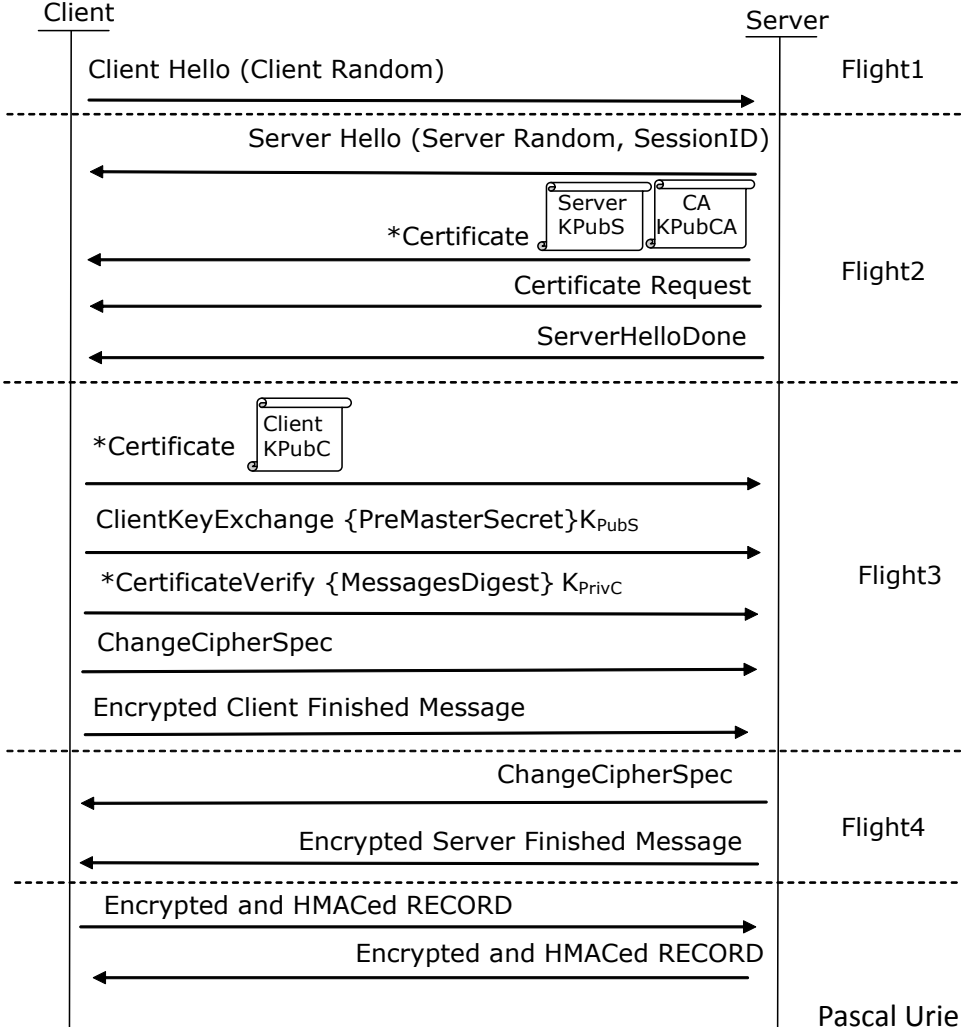 Client
Server
Client Hello (Client Random)
Flight1
Server Hello (Server Random, SessionID)
Server
KPubS
CA
KPubCA
*Certificate
Flight2
Certificate Request
ServerHelloDone
Client
KPubC
*Certificate
ClientKeyExchange {PreMasterSecret}KPubS
Flight3
*CertificateVerify {MessagesDigest} KPrivC
ChangeCipherSpec
Encrypted Client Finished Message
ChangeCipherSpec
Flight4
Encrypted Server Finished Message
Encrypted and HMACed RECORD
Encrypted and HMACed RECORD
Pascal Urie